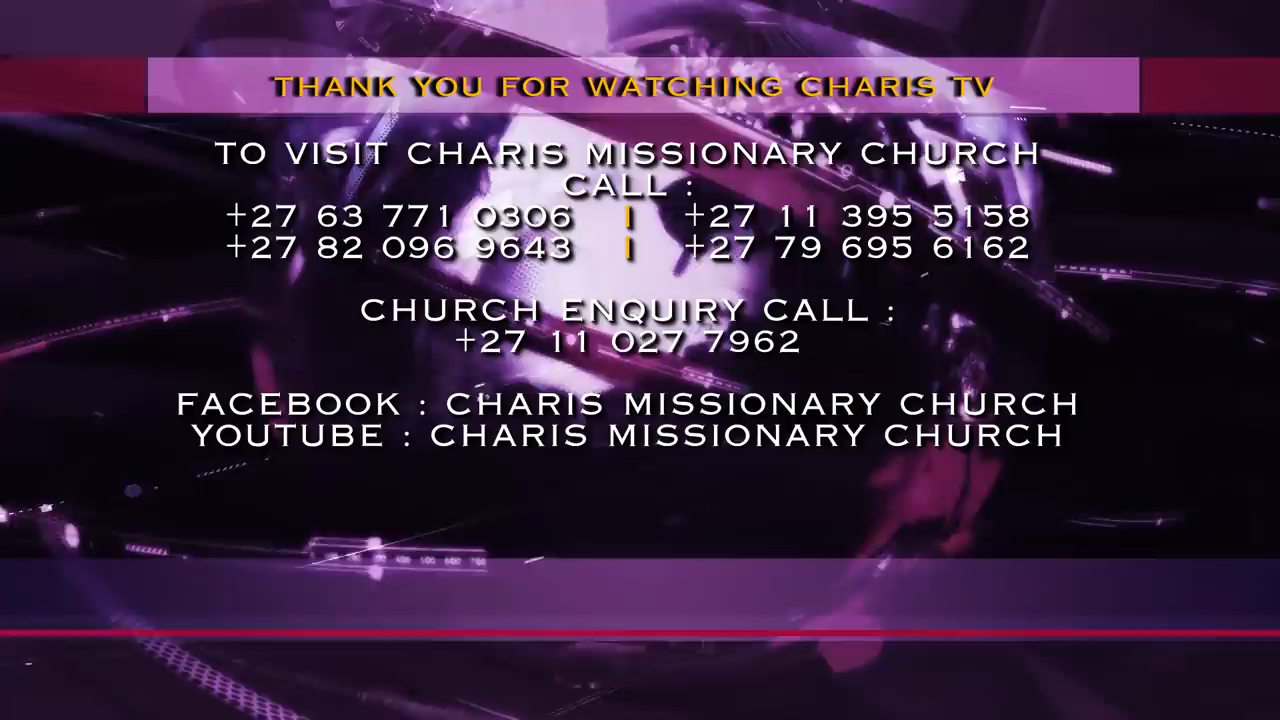 THANK YOU FOR WATCHING CHARIS TV
TO VISIT CHARIS MISSIONARY CHURCH
CALL :
+27 63 771 0306 | +27 11 395 5158
+27 82 096 9643 | +27 79 695 6162
CHURCH ENQUIRY CALL :
+27 11 027 7962
FACEBOOK : CHARIS MISSIONARY CHURCH
YOUTUBE : CHARIS MISSIONARY CHURCH